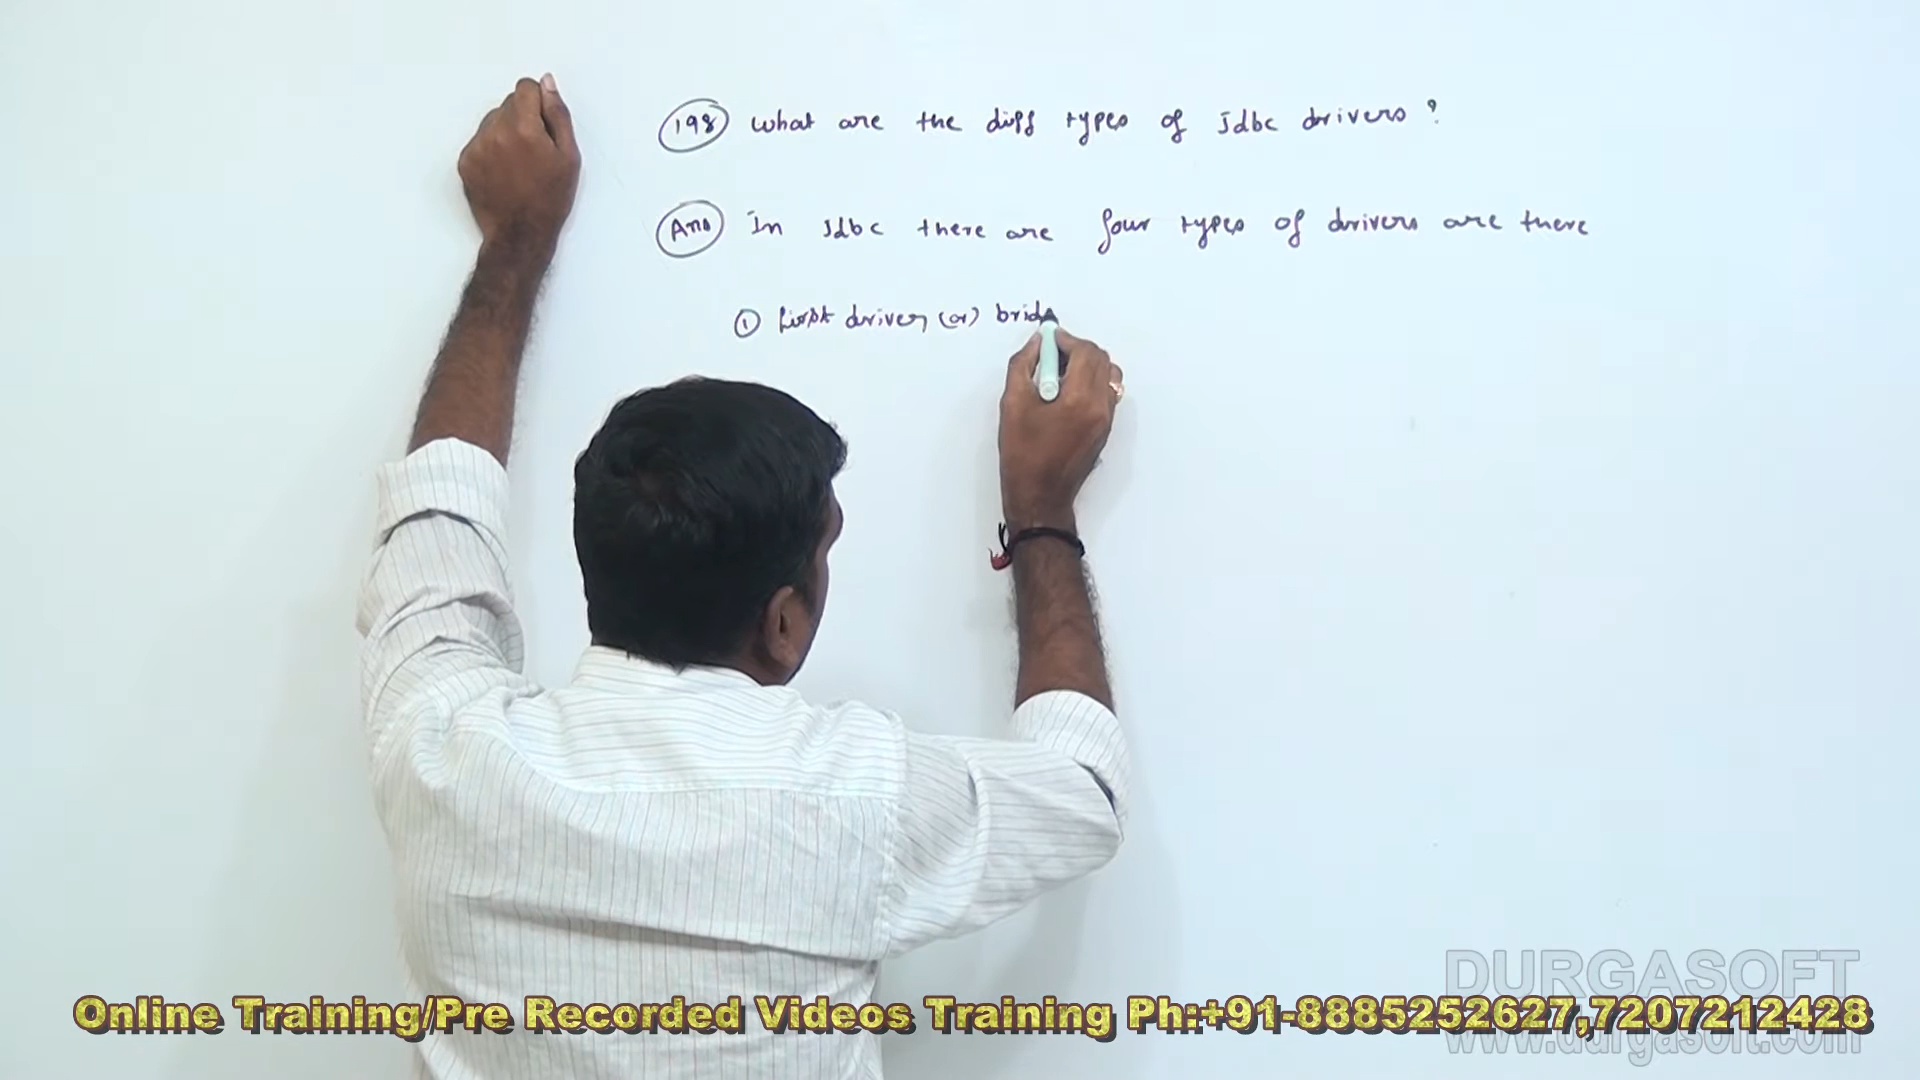 198 What are the diff types of Jdbc drivers?
Ans In Jdbc there are four types of drivers are there
① first driver (or) bridg
DURGASOFT
Online Training/Pre Recorded Videos Training Ph:+91-8885252627,7207212428
www.durgasoft.com